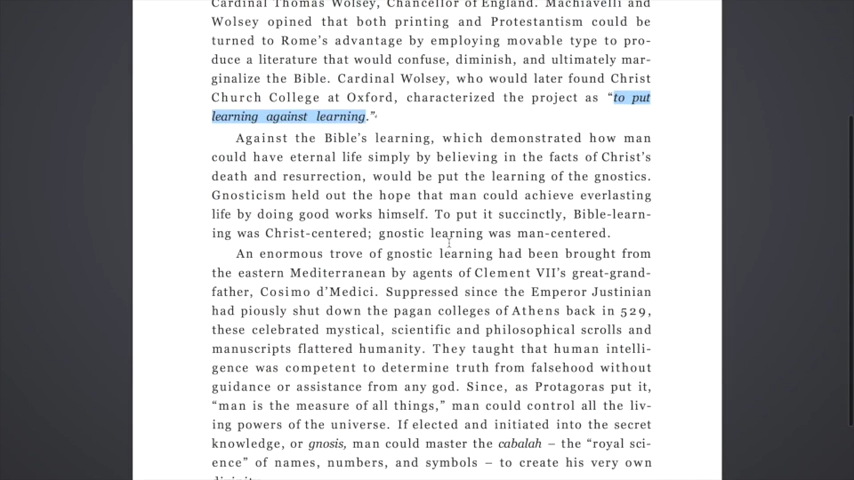 Cardinal Thomas Wolsey, Chancellor of England. Machiavelli and
Wolsey opined that both printing and Protestantism could be
turned to Rome's advantage by employing movable type to pro-
duce a literature that would confuse, diminish, and ultimately mar-
ginalize the Bible. Cardinal Wolsey, who would later found Christ
Church College at Oxford, characterized the project as “to put
learning against learning.”
Against the Bible's learning, which demonstrated how man
could have eternal life simply by believing in the facts of Christ's
death and resurrection, would be put the learning of the gnostics.
Gnosticism held out the hope that man could achieve everlasting
life by doing good works himself. To put it succinctly, Bible-learn-
ing was Christ-centered; gnostic learning was man-centered.
An enormous trove of gnostic learning had been brought from
the eastern Mediterranean by agents of Clement VII's great-grand-
father, Cosimo d'Medici. Suppressed since the Emperor Justinian
had piously shut down the pagan colleges of Athens back in 529,
these celebrated mystical, scientific and philosophical scrolls and
manuscripts flattered humanity. They taught that human intelli-
gence was competent to determine truth from falsehood without
guidance or assistance from any god. Since, as Protagoras put it,
“man is the measure of all things,” man could control all the liv-
ing powers of the universe. If elected and initiated into the secret
knowledge, or gnosis, man could master the cabalah – the “royal sci-
ence” of names, numbers, and symbols – to create his very own